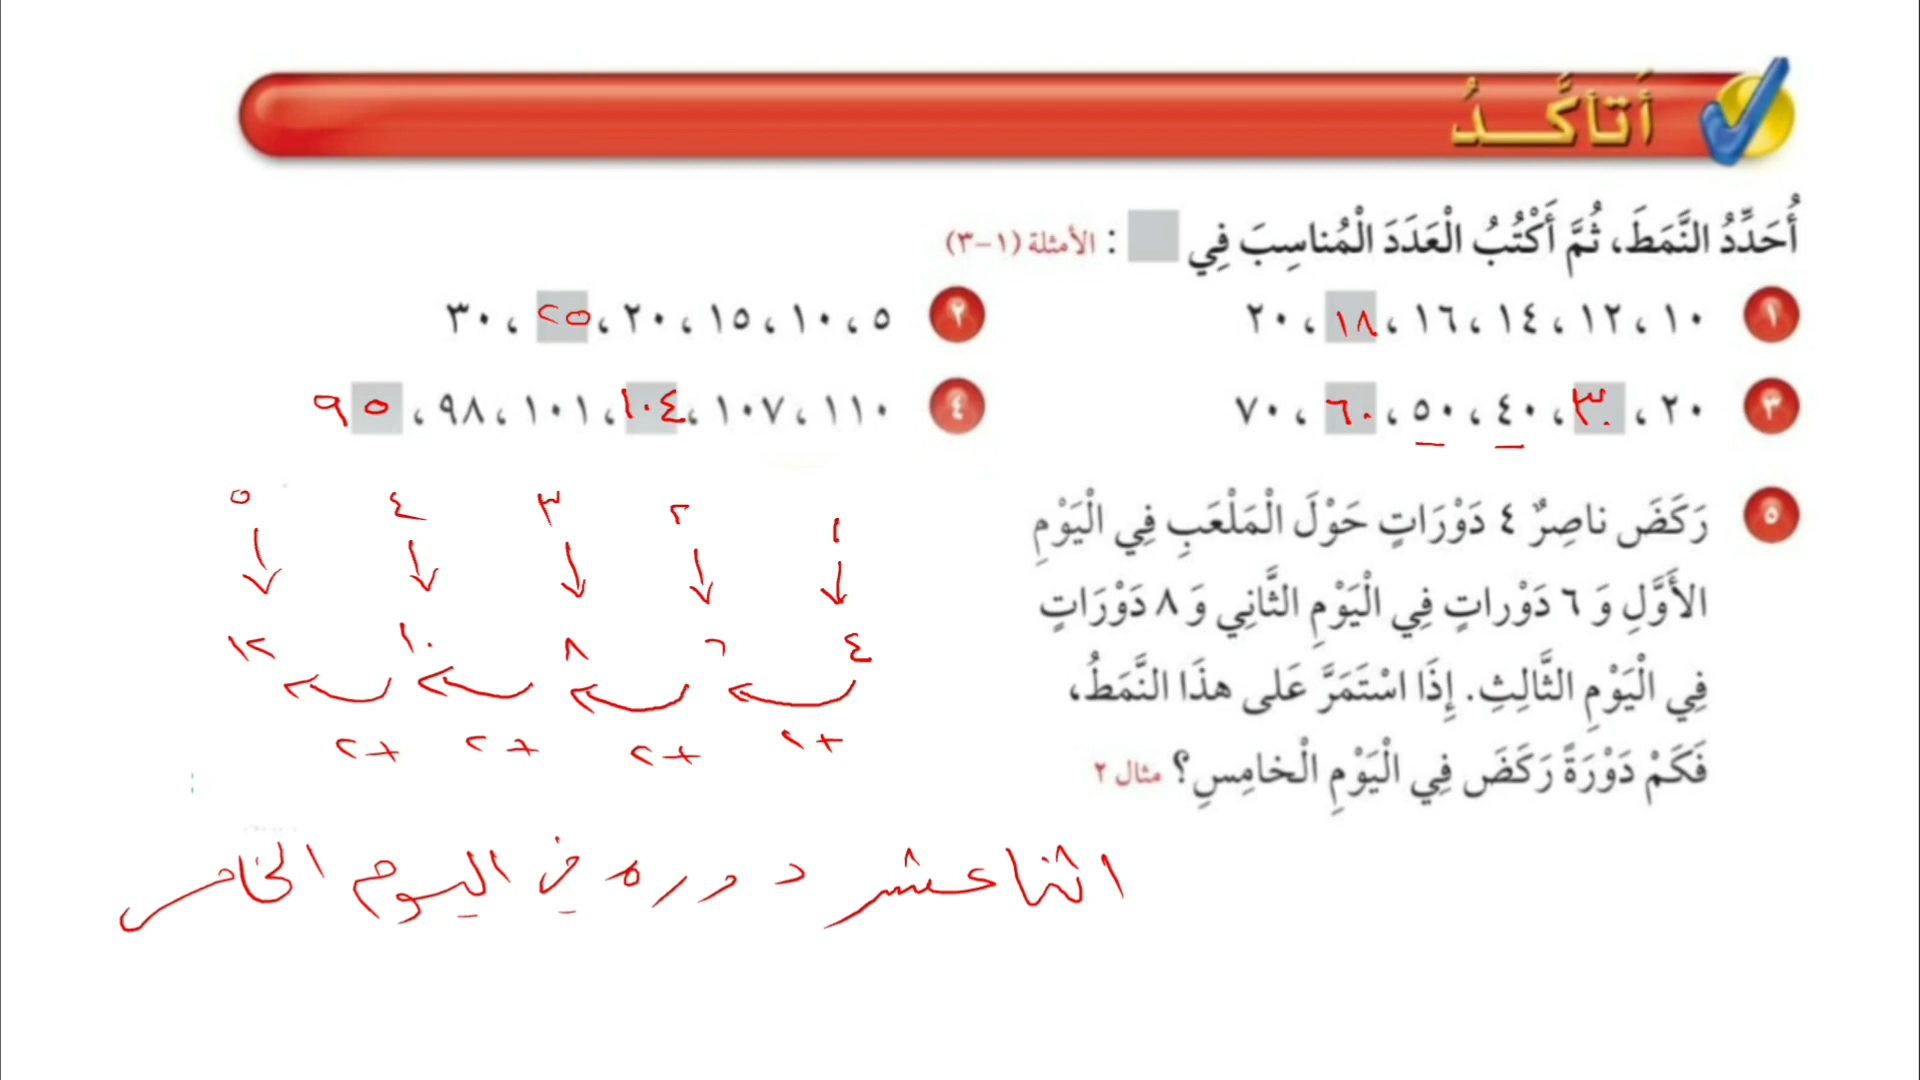 أَتَأَكَّـدُ
أُحَدِّدُ النَّمَطَ، ثُمَّ أَكْتُبُ الْعَدَدَ الْمُناسِبَ فِي : الأمثلة (١-٣)
١ ١٠ ، ١٢ ، ١٤ ، ١٦ ، ١٨ ، ٢٠
٢ ٥ ، ١٠ ، ١٥ ، ٢٠ ، ٢٥ ، ٣٠
٣ ٢٠ ، ٣٠ ، ٤٠ ، ٥٠ ، ٦٠ ، ٧٠
٤ ١١٠ ، ١٠٧ ، ١٠٤ ، ١٠١ ، ٩٨ ، ٩٥
٥ رَكَضَ ناصِرٌ ٤ دَوْرَاتٍ حَوْلَ الْمَلْعَبِ فِي الْيَوْمِ
الأَوَّلِ وَ ٦ دَوْراتٍ فِي الْيَوْمِ الثَّانِي وَ ٨ دَوْرَاتٍ
فِي الْيَوْمِ الثَّالِثِ. إِذَا اسْتَمَرَّ عَلى هذَا النَّمَطُ،
فَكَمْ دَوْرَةً رَكَضَ فِي الْيَوْمِ الْخامِسِ؟ مثال ٢
١ ٢ ٣ ٤ ٥
٤ ٦ ٨ ١٠ ١٢
+٢ +٢ +٢ +٢
اثنا عشر دوره في اليوم الخامس